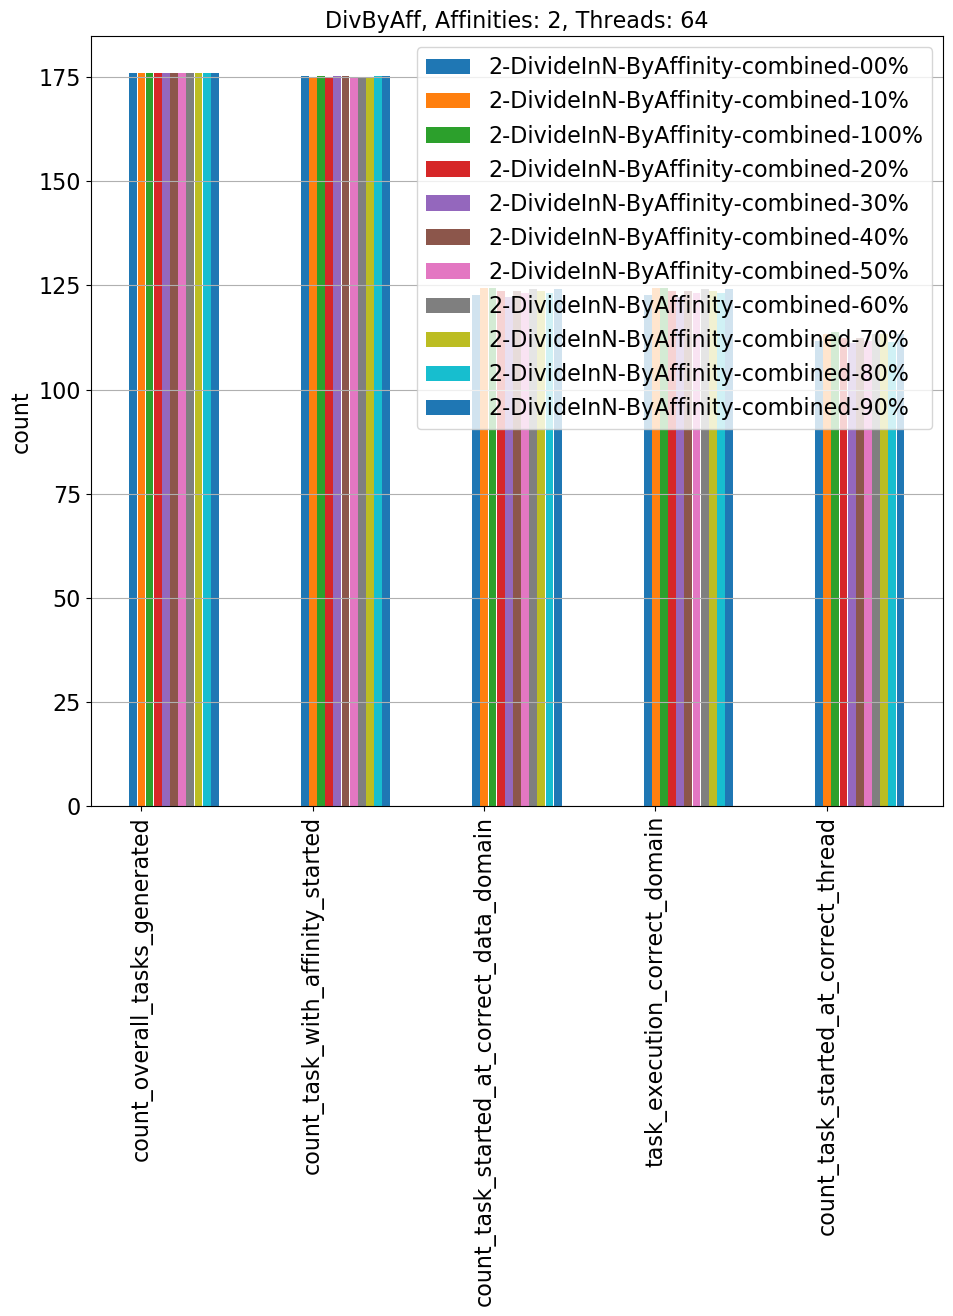 DivByAff, Affinities: 2, Threads: 64
175
150
125
100
75
50
25
0
count
2-DivideInN-ByAffinity-combined-00%
2-DivideInN-ByAffinity-combined-10%
2-DivideInN-ByAffinity-combined-100%
2-DivideInN-ByAffinity-combined-20%
2-DivideInN-ByAffinity-combined-30%
2-DivideInN-ByAffinity-combined-40%
2-DivideInN-ByAffinity-combined-50%
2-DivideInN-ByAffinity-combined-60%
2-DivideInN-ByAffinity-combined-70%
2-DivideInN-ByAffinity-combined-80%
2-DivideInN-ByAffinity-combined-90%
count_overall_tasks_generated
count_task_with_affinity_started
count_task_started_at_correct_data_domain
task_execution_correct_domain
count_task_started_at_correct_thread